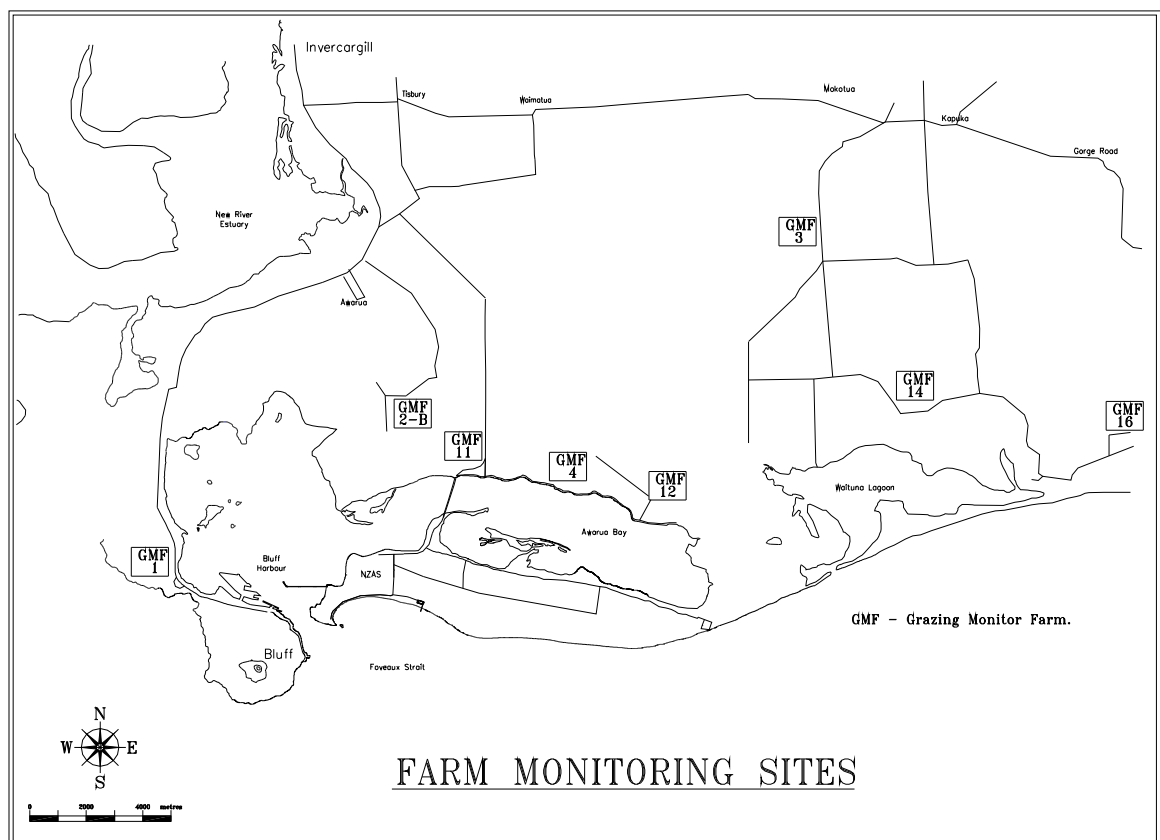 Invercargill
Tisbury
Waimatua
Mokotua
Kapuka
Gorge Road
New River
Estuary
GMF
3
Awarua
GMF
2-B
GMF
14
GMF
16
GMF
11
GMF
4
GMF
12
Waituna Lagoon
Awarua Bay
GMF
1
Bluff
Harbour
NZAS
GMF - Grazing Monitor Farm.
Bluff
Foveaux Strait
N
W E
S
FARM MONITORING SITES
0 2000 4000 metres